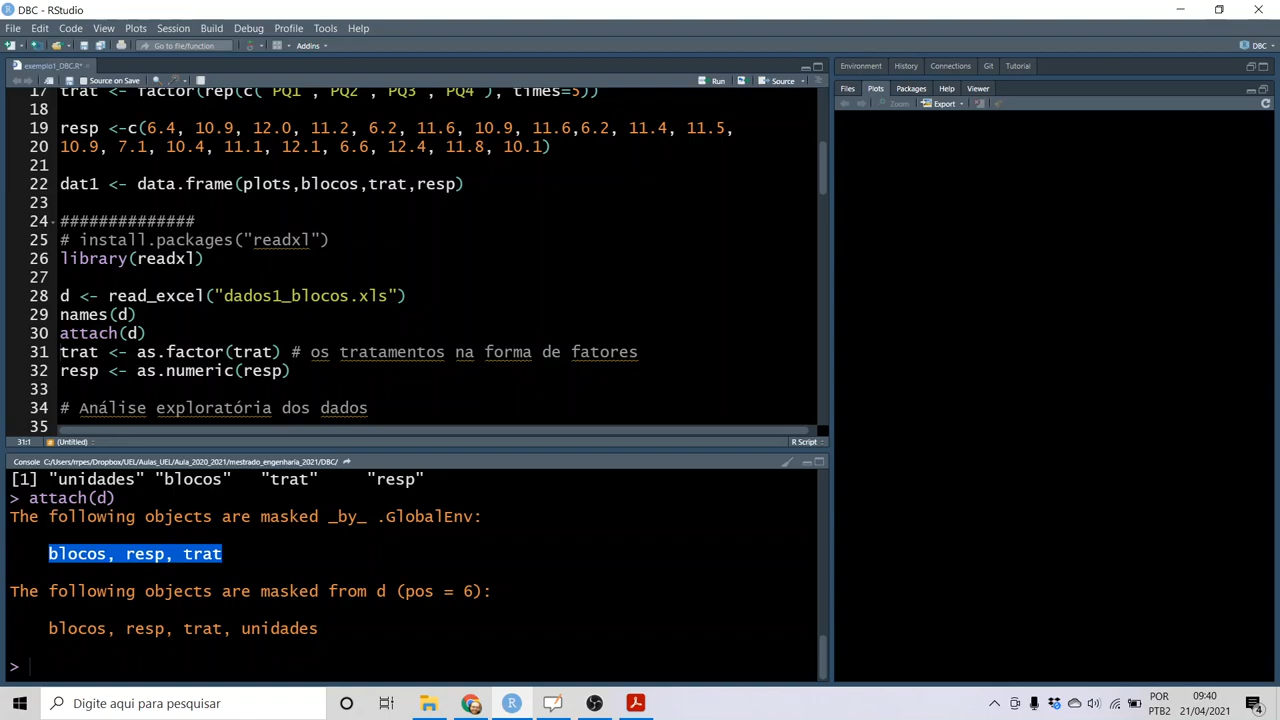 DBC - RStudio
File Edit Code View Plots Session Build Debug Profile Tools Help
Go to file/function Addins DBC
exemplo1_DBC.R*
Source on Save Run Source
17 trat <- factor(rep(c("PQ1", "PQ2", "PQ3", "PQ4"), times=5))
18
19 resp <-c(6.4, 10.9, 12.0, 11.2, 6.2, 11.6, 10.9, 11.6,6.2, 11.4, 11.5,
20 10.9, 7.1, 10.4, 11.1, 12.1, 6.6, 12.4, 11.8, 10.1)
21
22 dat1 <- data.frame(plots,blocos,trat,resp)
23
24 ##############
25 # install.packages("readxl")
26 library(readxl)
27
28 d <- read_excel("dados1_blocos.xls")
29 names(d)
30 attach(d)
31 trat <- as.factor(trat) # os tratamentos na forma de fatores
32 resp <- as.numeric(resp)
33
34 # Análise exploratória dos dados
35
31:1 (Untitled) R Script
Console C:/Users/rrpes/Dropbox/UEL/Aulas_UEL/Aula_2020_2021/mestrado_engenharia_2021/DBC/
[1] "unidades" "blocos" "trat" "resp"
> attach(d)
The following objects are masked _by_ .GlobalEnv:
blocos, resp, trat
The following objects are masked from d (pos = 6):
blocos, resp, trat, unidades
>
Environment History Connections Git Tutorial
Files Plots Packages Help Viewer
Zoom Export
Digite aqui para pesquisar
POR
PTB2
09:40
21/04/2021
4